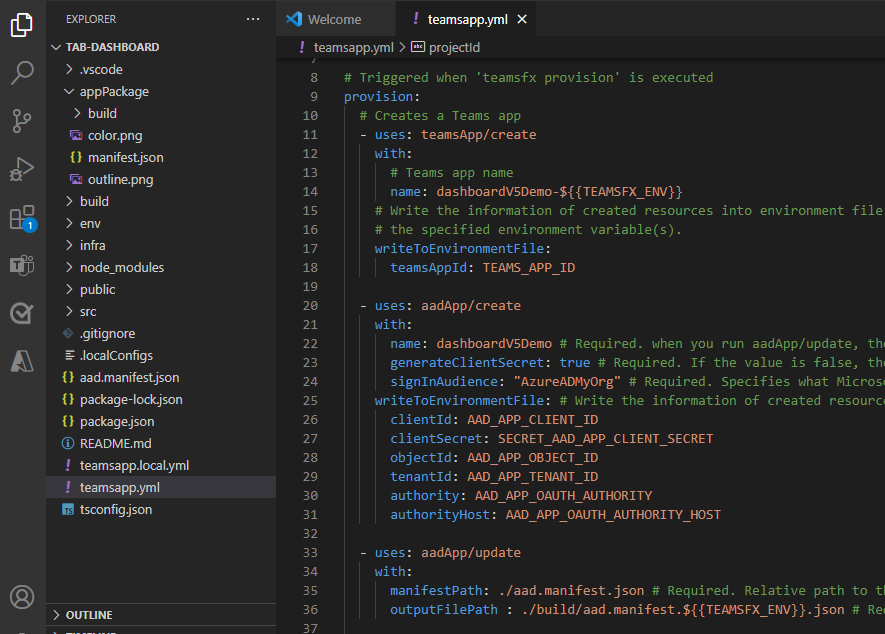 EXPLORER
TAB-DASHBOARD
.vscode
appPackage
build
color.png
manifest.json
outline.png
build
env
infra
node_modules
public
src
.gitignore
.localConfigs
aad.manifest.json
package-lock.json
package.json
README.md
teamsapp.local.yml
teamsapp.yml
tsconfig.json
OUTLINE
1
Welcome
! teamsapp.yml ×
! teamsapp.yml > abc projectId
7
8 # Triggered when 'teamsfx provision' is executed
9 provision:
10 # Creates a Teams app
11 - uses: teamsApp/create
12 with:
13 # Teams app name
14 name: dashboardV5Demo-${{TEAMSFX_ENV}}
15 # Write the information of created resources into environment file
16 # the specified environment variable(s).
17 writeToEnvironmentFile:
18 teamsAppId: TEAMS_APP_ID
19
20 - uses: aadApp/create
21 with:
22 name: dashboardV5Demo # Required. when you run aadApp/update, the
23 generateClientSecret: true # Required. If the value is false, the
24 signInAudience: "AzureADMyOrg" # Required. Specifies what Microso
25 writeToEnvironmentFile: # Write the information of created resourc
26 clientId: AAD_APP_CLIENT_ID
27 clientSecret: SECRET_AAD_APP_CLIENT_SECRET
28 objectId: AAD_APP_OBJECT_ID
29 tenantId: AAD_APP_TENANT_ID
30 authority: AAD_APP_OAUTH_AUTHORITY
31 authorityHost: AAD_APP_OAUTH_AUTHORITY_HOST
32
33 - uses: aadApp/update
34 with:
35 manifestPath: ./aad.manifest.json # Required. Relative path to th
36 outputFilePath : ./build/aad.manifest.${{TEAMSFX_ENV}}.json # Re
37